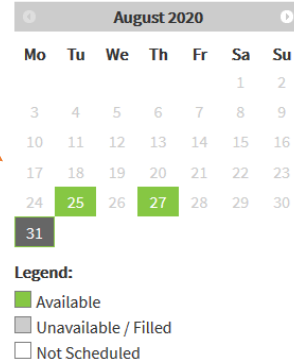 August 2020
Mo Tu We Th Fr Sa Su
1 2
3 4 5 6 7 8 9
10 11 12 13 14 15 16
17 18 19 20 21 22 23
24 25 26 27 28 29 30
31
Legend:
Available
Unavailable / Filled
Not Scheduled